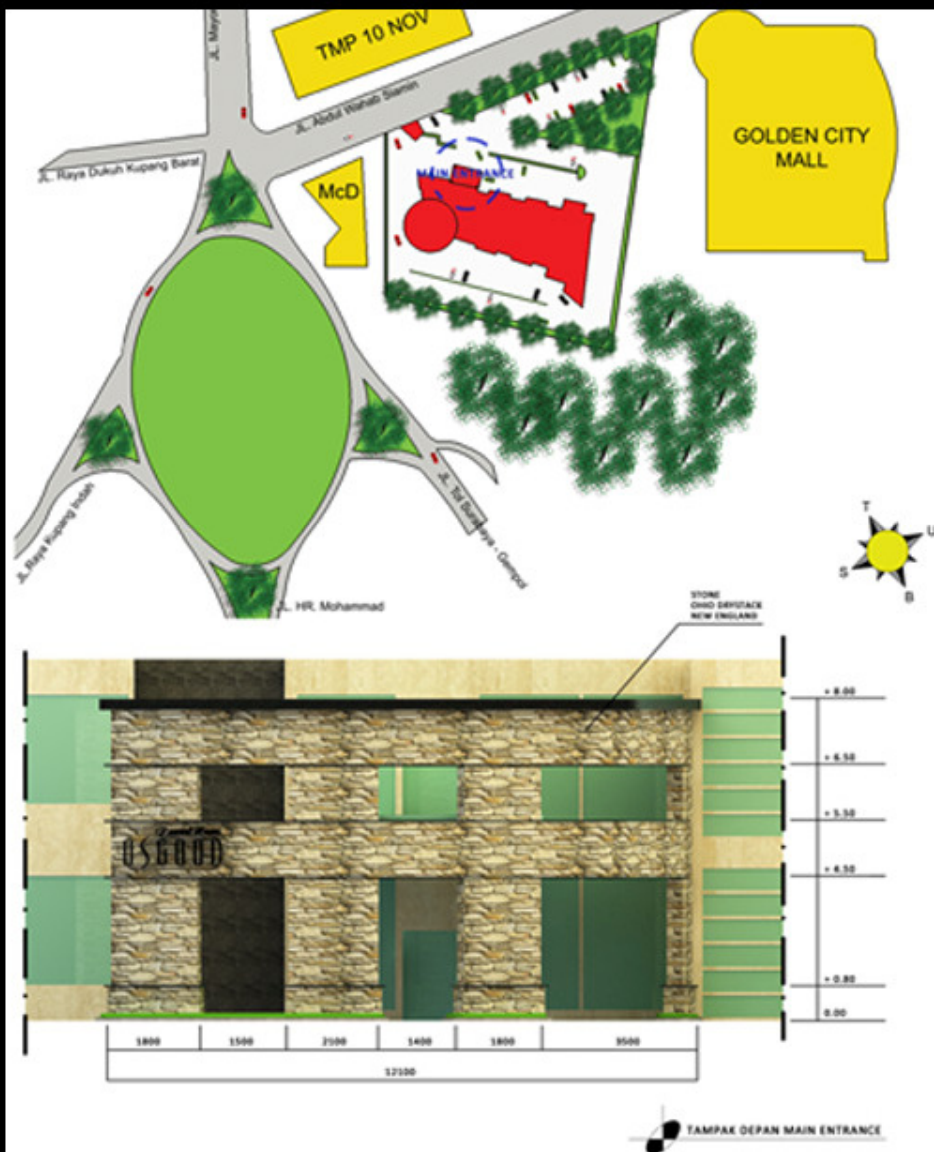 TMP 10 NOV
JL. Abdul Wahab Siamin
GOLDEN CITY
MALL
JL. Raya Dukuh Kupang Barat
MAIN ENTRANCE
McD
JL. Raya Kupang Indah
JL. Tol Surabaya - Gempol
JL. HR. Mohammad
T
U
S
B
STONE
OHIO DRYSTACK
NEW ENGLAND
+ 8.00
+ 6.50
+ 5.50
OSGOOD
+ 4.50
+ 0.80
0.00
1800 1500 2100 1400 1800 3500
12100
TAMPAK DEPAN MAIN ENTRANCE